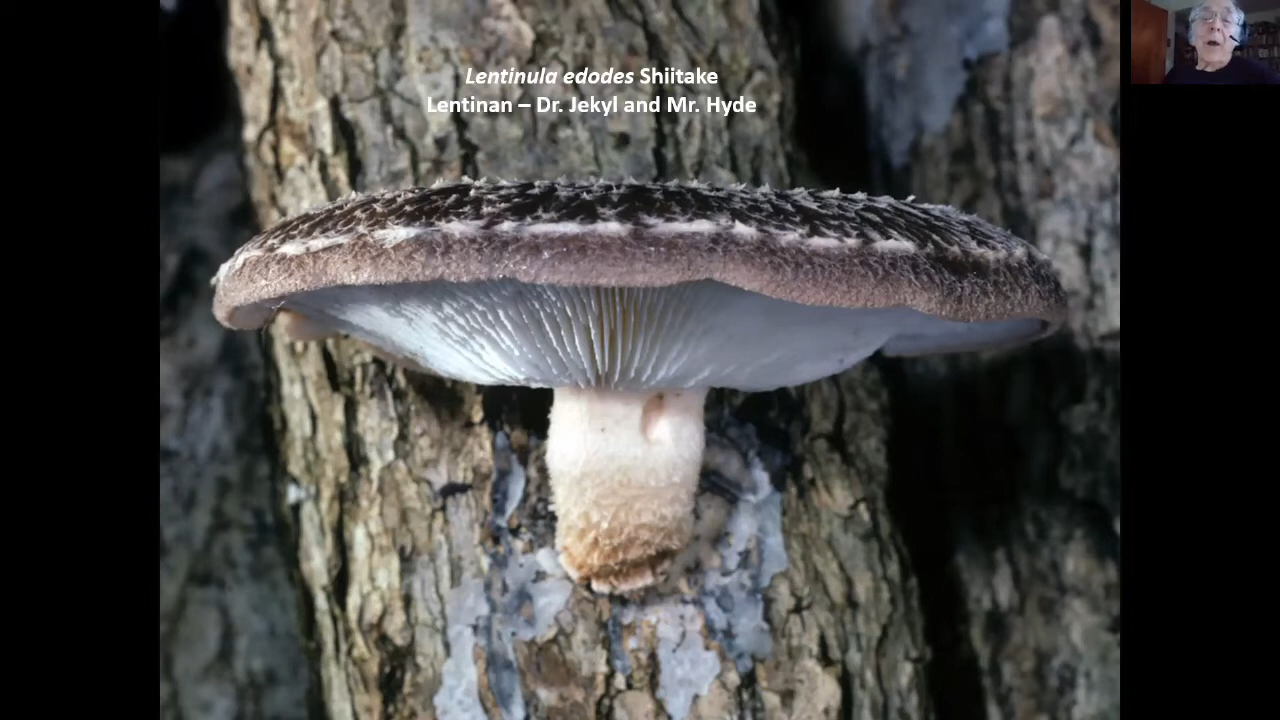 Lentinula edodes Shiitake
Lentinan – Dr. Jekyl and Mr. Hyde